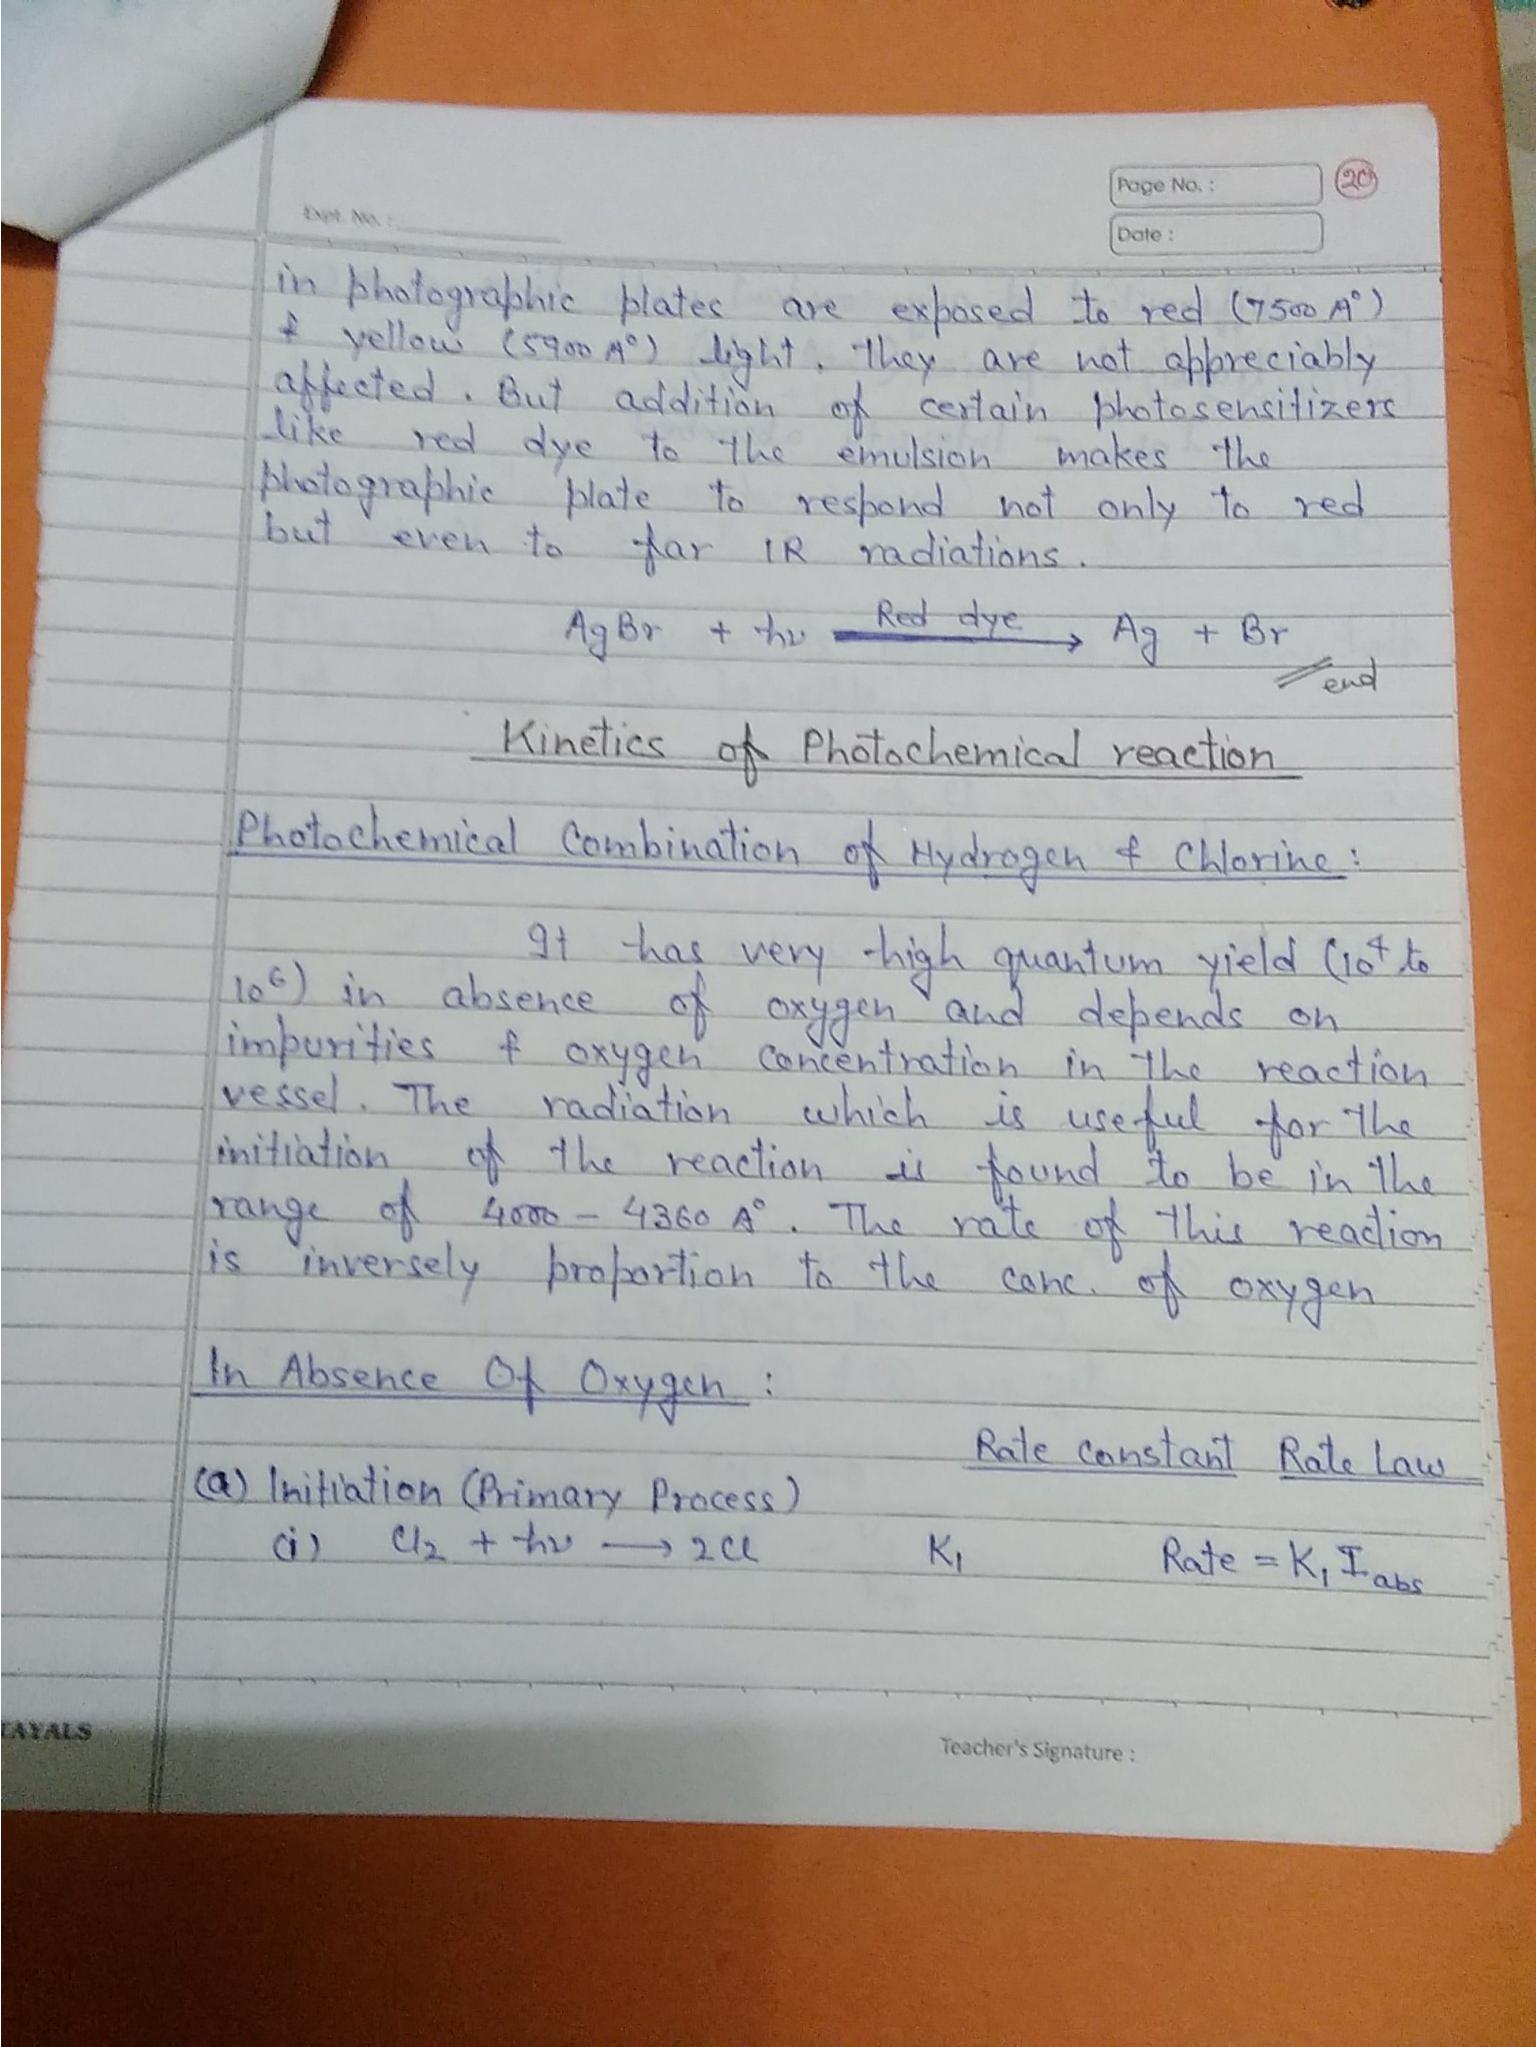 Page No. :
20
Expt. No. :
Date :
in photographic plates are exposed to red (7500 A°)
& yellow (5900 A°) light, they are not appreciably
affected. But addition of certain photosensitizers
like red dye to the emulsion makes the
photographic plate to respond not only to red
but even to far IR radiations.
AgBr + hν —Red dye→ Ag + Br
end
Kinetics of Photochemical reaction
Photochemical Combination of Hydrogen & Chlorine :
It has very high quantum yield (10⁴ to
10⁶) in absence of oxygen and depends on
impurities & oxygen concentration in the reaction
vessel. The radiation which is useful for the
initiation of the reaction is found to be in the
range of 4000 - 4360 A°. The rate of this reaction
is inversely proportion to the conc. of oxygen
In Absence Of Oxygen :
Rate constant Rate Law
(a) Initiation (Primary Process)
(i) Cl₂ + hν → 2Cl K₁ Rate = K₁ I abs
TAYALS
Teacher's Signature :